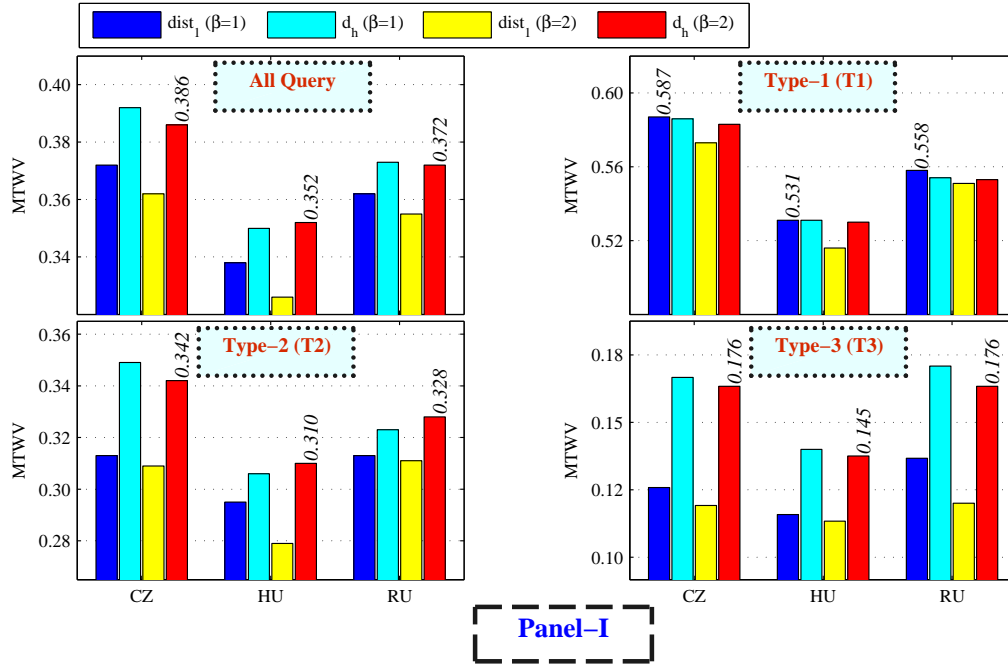 dist_l (β=1) d_h (β=1) dist_l (β=2) d_h (β=2)
All Query
MTWV
0.40
0.38
0.36
0.34
0.386
0.352
0.372
Type−1 (T1)
MTWV
0.60
0.56
0.52
0.587
0.531
0.558
Type−2 (T2)
MTWV
0.36
0.34
0.32
0.30
0.28
0.342
0.310
0.328
CZ HU RU
Type−3 (T3)
MTWV
0.18
0.15
0.12
0.10
0.176
0.145
0.176
CZ HU RU
Panel−I